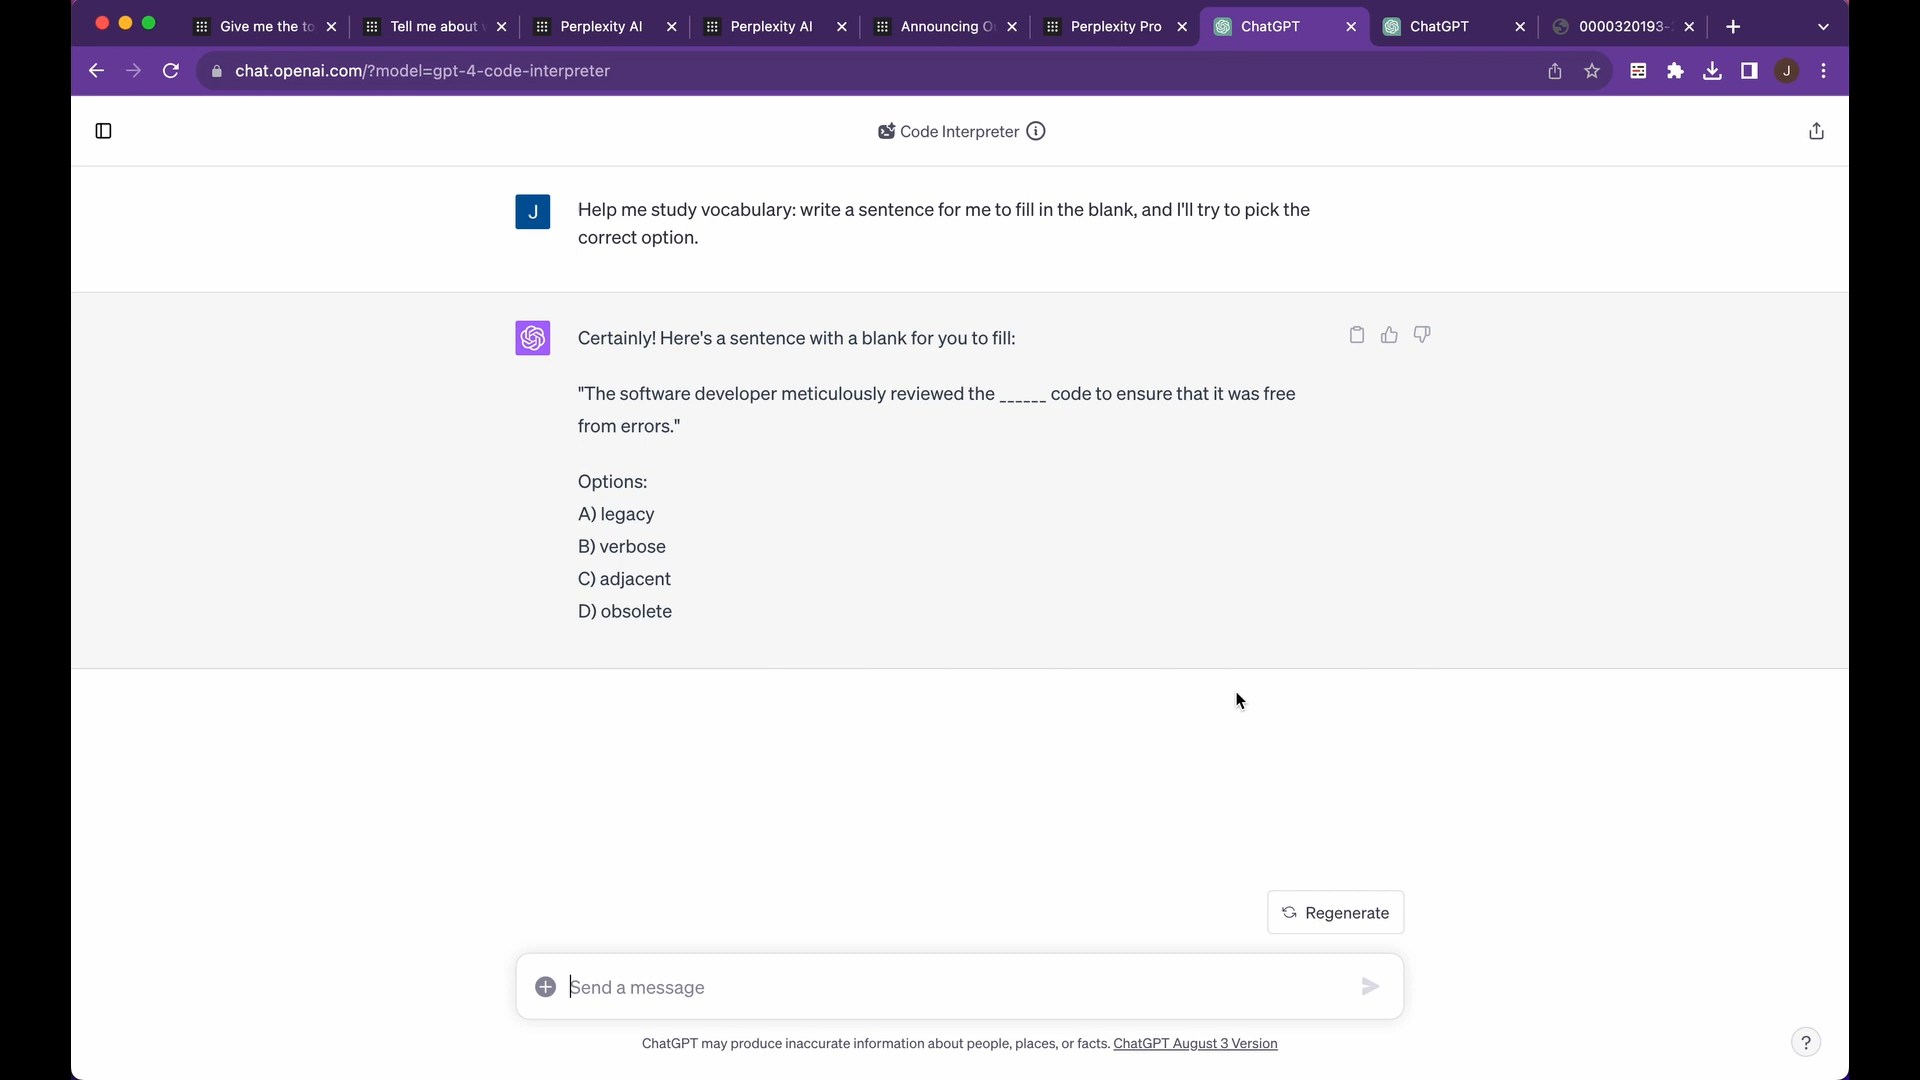 Give me the to
Tell me about
Perplexity AI
Perplexity AI
Announcing O
Perplexity Pro
ChatGPT
ChatGPT
0000320193-
chat.openai.com/?model=gpt-4-code-interpreter
J
Code Interpreter
J
Help me study vocabulary: write a sentence for me to fill in the blank, and I'll try to pick the
correct option.
Certainly! Here's a sentence with a blank for you to fill:
"The software developer meticulously reviewed the ______ code to ensure that it was free
from errors."
Options:
A) legacy
B) verbose
C) adjacent
D) obsolete
Regenerate
Send a message
ChatGPT may produce inaccurate information about people, places, or facts. ChatGPT August 3 Version
?